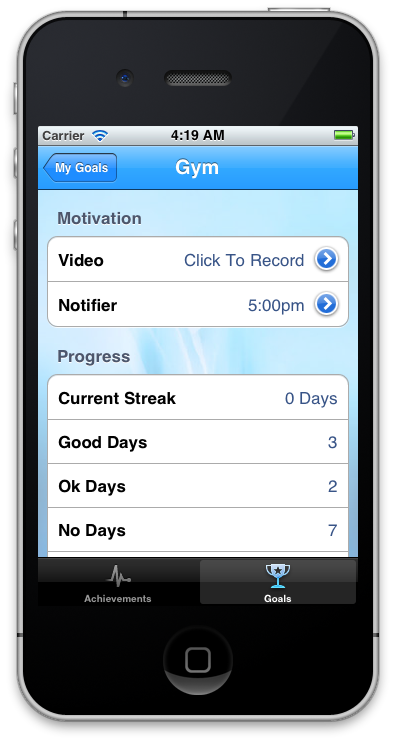 Carrier 4:19 AM
My Goals Gym
Motivation
Video Click To Record
Notifier 5:00pm
Progress
Current Streak 0 Days
Good Days 3
Ok Days 2
No Days 7
Achievements Goals